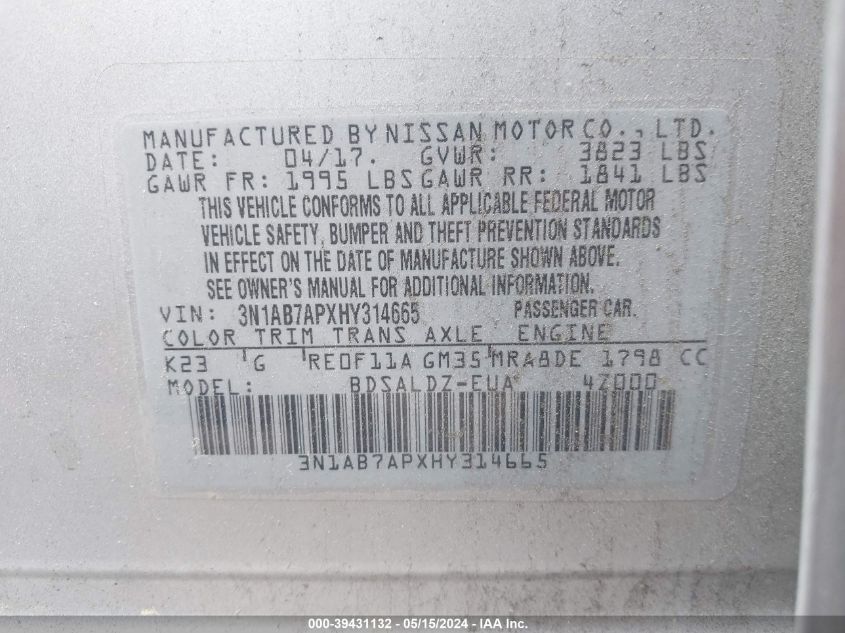 MANUFACTURED BY NISSAN MOTOR CO., LTD.
DATE: 04/17. GVWR: 3823 LBS
GAWR FR: 1995 LBS GAWR RR: 1841 LBS
THIS VEHICLE CONFORMS TO ALL APPLICABLE FEDERAL MOTOR
VEHICLE SAFETY, BUMPER AND THEFT PREVENTION STANDARDS
IN EFFECT ON THE DATE OF MANUFACTURE SHOWN ABOVE.
SEE OWNER'S MANUAL FOR ADDITIONAL INFORMATION.
VIN: 3N1AB7APXHY314665 PASSENGER CAR.
COLOR TRIM TRANS AXLE ENGINE
K23 G RE0F11A GM35 MRA8DE 1798 CC
MODEL: BDSALDZ-EUA 4Z000
3N1AB7APXHY314665
000-39431132 - 05/15/2024 - IAA Inc.